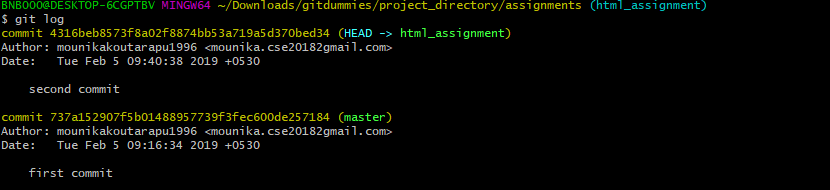 BNBOOO@DESKTOP-6CGPTBV MINGW64 ~/Downloads/gitdummies/project_directory/assignments (html_assignment)
$ git log
commit 4316beb8573f8a02f8874bb53a719a5d370bed34 (HEAD -> html_assignment)
Author: mounikakoutarapu1996 <mounika.cse20182gmail.com>
Date:   Tue Feb 5 09:40:38 2019 +0530
    second commit
commit 737a152907f5b01488957739f3fec600de257184 (master)
Author: mounikakoutarapu1996 <mounika.cse20182gmail.com>
Date:   Tue Feb 5 09:16:34 2019 +0530
    first commit